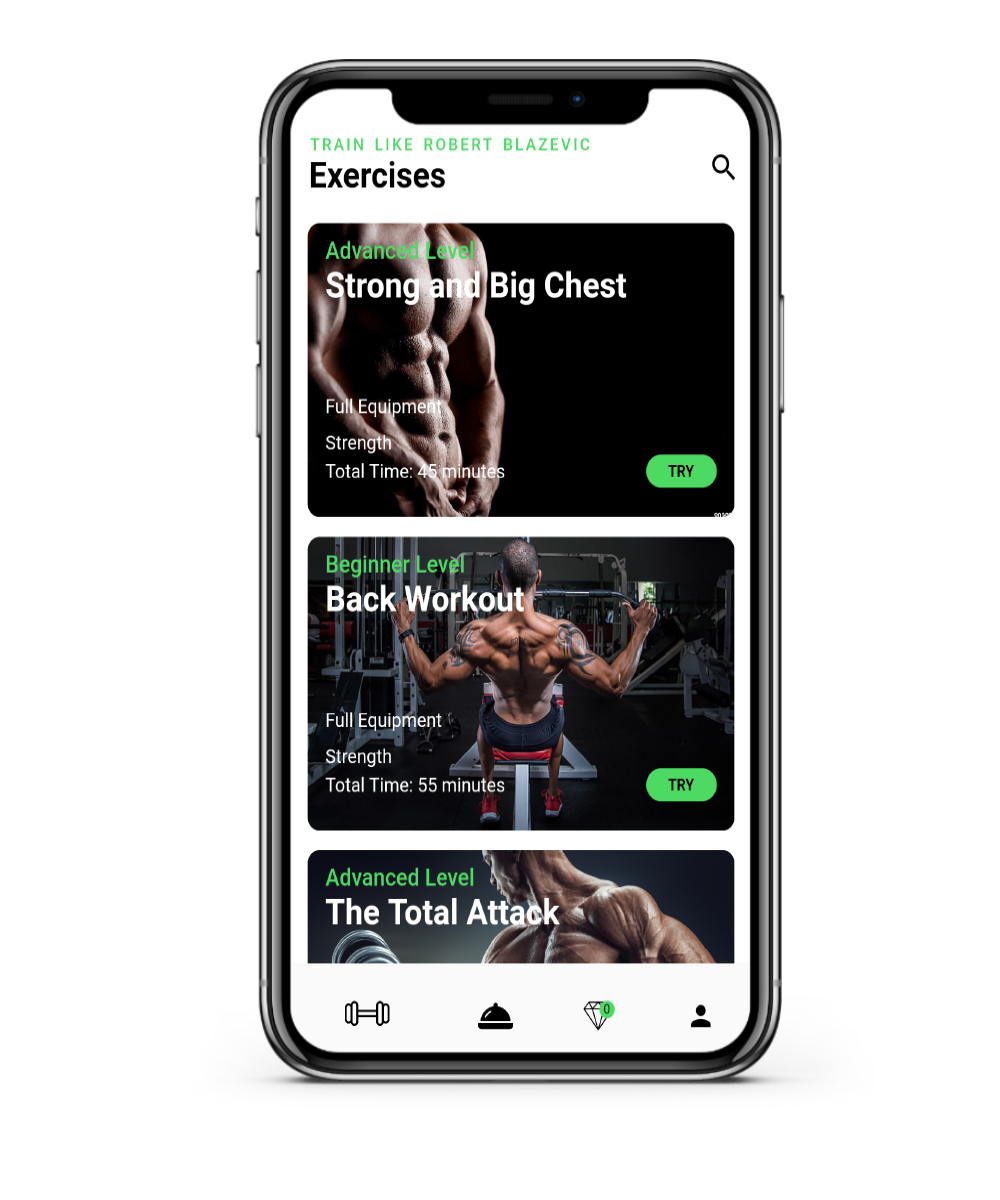 TRAIN LIKE ROBERT BLAZEVIC
Exercises
Advanced Level
Strong and Big Chest
Full Equipment
Strength
Total Time: 45 minutes
TRY
Beginner Level
Back Workout
Full Equipment
Strength
Total Time: 55 minutes
TRY
Advanced Level
The Total Attack
0